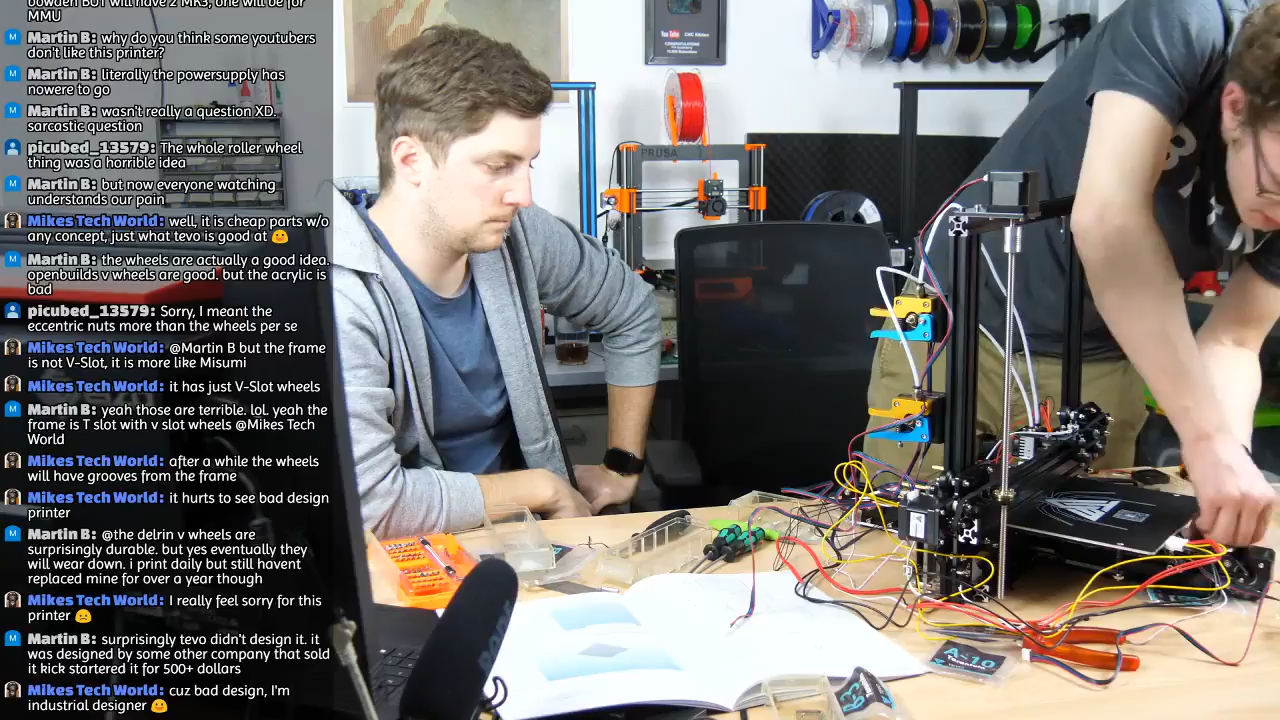 bowden BUT will have 2 MK3, one will be for
MMU
Martin B: why do you think some youtubers
don't like this printer?
Martin B: literally the powersupply has
nowere to go
Martin B: wasn't really a question XD.
sarcastic question
picubed_13579: The whole roller wheel
thing was a horrible idea
Martin B: but now everyone watching
understands our pain
Mikes Tech World: well, it is cheap parts w/o
any concept, just what tevo is good at
Martin B: the wheels are actually a good idea.
openbuilds v wheels are good. but the acrylic is
bad
picubed_13579: Sorry, I meant the
eccentric nuts more than the wheels per se
Mikes Tech World: @Martin B but the frame
is not V-Slot, it is more like Misumi
Mikes Tech World: it has just V-Slot wheels
Martin B: yeah those are terrible. lol. yeah the
frame is T slot with v slot wheels @Mikes Tech
World
Mikes Tech World: after a while the wheels
will have grooves from the frame
Mikes Tech World: it hurts to see bad design
printer
Martin B: @the delrin v wheels are
surprisingly durable. but yes eventually they
will wear down. i print daily but still hovent
replaced mine for over a year though
Mikes Tech World: I really feel sorry for this
printer
Martin B: surprisingly tevo didn't design it. it
was designed by some other company that sold
it kick startered it for 500+ dollars
Mikes Tech World: cuz bad design, I'm
industrial designer
YouTube
CONGRATULATIONS
PRUSA
A-10
Tarantula